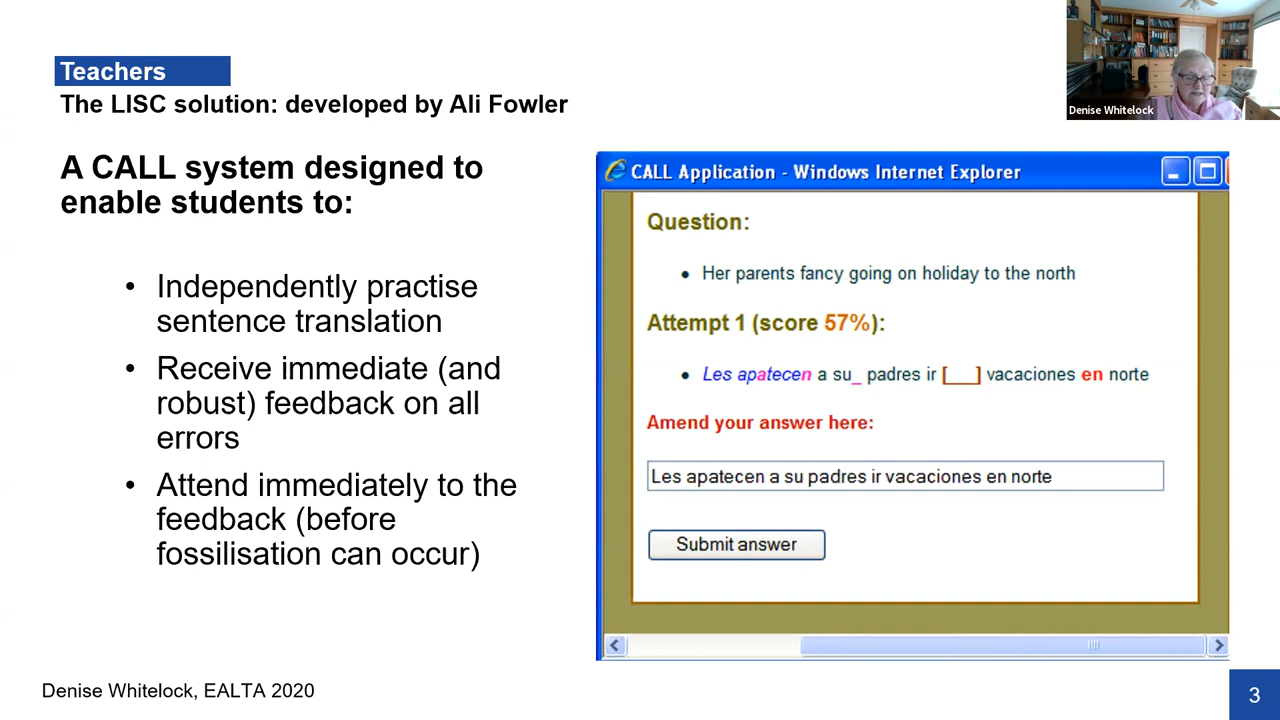 Teachers
The LISC solution: developed by Ali Fowler
Denise Whitelock
A CALL system designed to
enable students to:
• Independently practise
sentence translation
• Receive immediate (and
robust) feedback on all
errors
• Attend immediately to the
feedback (before
fossilisation can occur)
CALL Application - Windows Internet Explorer
Question:
• Her parents fancy going on holiday to the north
Attempt 1 (score 57%):
• Les apatecen a su_ padres ir [___] vacaciones en norte
Amend your answer here:
Les apatecen a su padres ir vacaciones en norte
Submit answer
Denise Whitelock, EALTA 2020
3